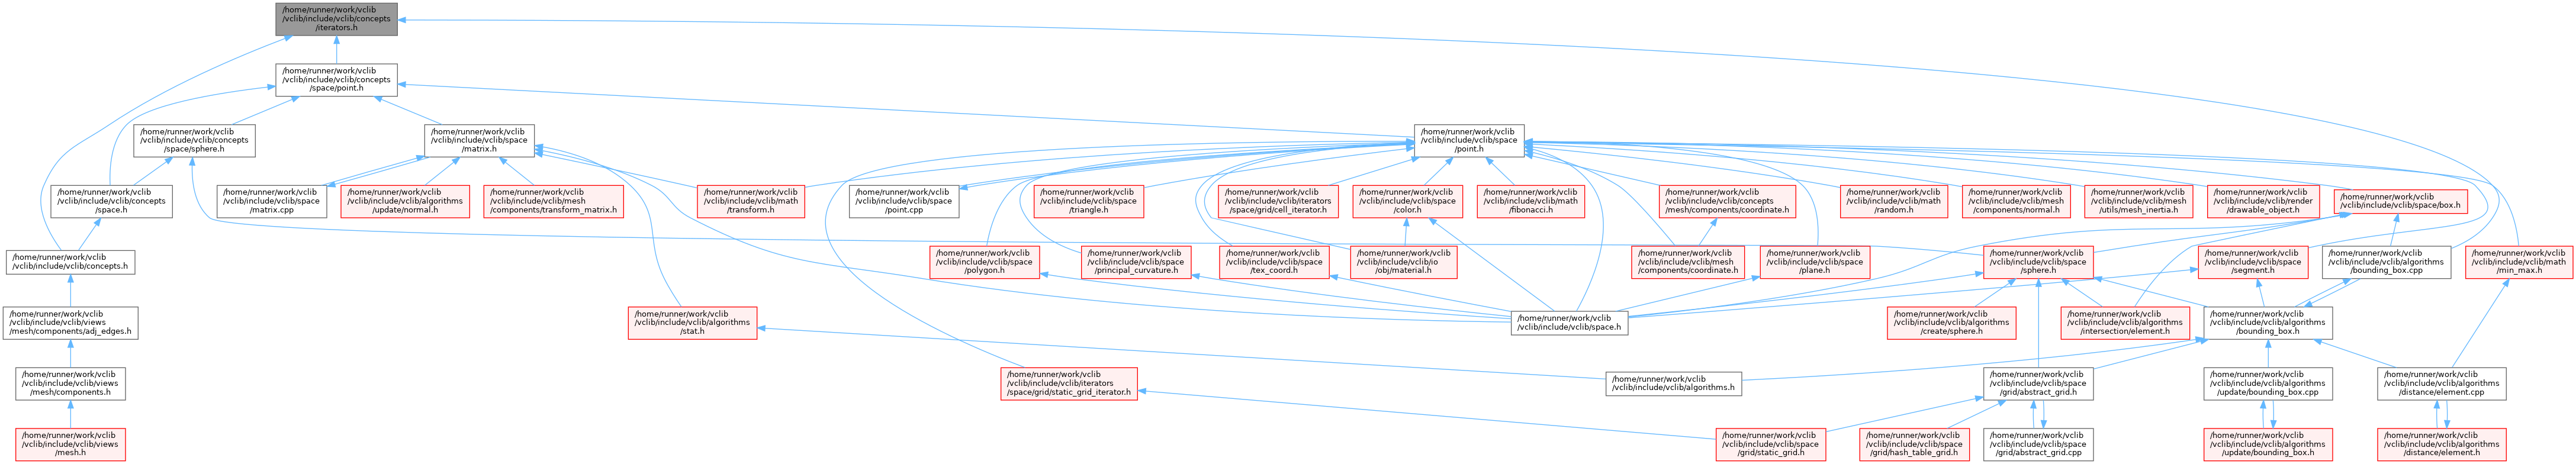 /home/runner/work/vclib
/vclib/include/vclib/concepts
/iterators.h
/home/runner/work/vclib
/vclib/include/vclib/concepts
/space/point.h
/home/runner/work/vclib
/vclib/include/vclib/concepts
/space/sphere.h
/home/runner/work/vclib
/vclib/include/vclib/space
/matrix.h
/home/runner/work/vclib
/vclib/include/vclib/space
/point.h
/home/runner/work/vclib
/vclib/include/vclib/concepts
/space.h
/home/runner/work/vclib
/vclib/include/vclib/space
/matrix.cpp
/home/runner/work/vclib
/vclib/include/vclib/algorithms
/update/normal.h
/home/runner/work/vclib
/vclib/include/vclib/mesh
/components/transform_matrix.h
/home/runner/work/vclib
/vclib/include/vclib/math
/transform.h
/home/runner/work/vclib
/vclib/include/vclib/space
/point.cpp
/home/runner/work/vclib
/vclib/include/vclib/space
/triangle.h
/home/runner/work/vclib
/vclib/include/vclib/iterators
/space/grid/cell_iterator.h
/home/runner/work/vclib
/vclib/include/vclib/space
/color.h
/home/runner/work/vclib
/vclib/include/vclib/math
/fibonacci.h
/home/runner/work/vclib
/vclib/include/vclib/concepts
/mesh/components/coordinate.h
/home/runner/work/vclib
/vclib/include/vclib/math
/random.h
/home/runner/work/vclib
/vclib/include/vclib/mesh
/components/normal.h
/home/runner/work/vclib
/vclib/include/vclib/mesh
/utils/mesh_inertia.h
/home/runner/work/vclib
/vclib/include/vclib/render
/drawable_object.h
/home/runner/work/vclib
/vclib/include/vclib/space/box.h
/home/runner/work/vclib
/vclib/include/vclib/concepts.h
/home/runner/work/vclib
/vclib/include/vclib/space
/polygon.h
/home/runner/work/vclib
/vclib/include/vclib/space
/principal_curvature.h
/home/runner/work/vclib
/vclib/include/vclib/space
/tex_coord.h
/home/runner/work/vclib
/vclib/include/vclib/io
/obj/material.h
/home/runner/work/vclib
/vclib/include/vclib/mesh
/components/coordinate.h
/home/runner/work/vclib
/vclib/include/vclib/space
/plane.h
/home/runner/work/vclib
/vclib/include/vclib/space
/sphere.h
/home/runner/work/vclib
/vclib/include/vclib/space
/segment.h
/home/runner/work/vclib
/vclib/include/vclib/algorithms
/bounding_box.cpp
/home/runner/work/vclib
/vclib/include/vclib/math
/min_max.h
/home/runner/work/vclib
/vclib/include/vclib/views
/mesh/components/adj_edges.h
/home/runner/work/vclib
/vclib/include/vclib/algorithms
/stat.h
/home/runner/work/vclib
/vclib/include/vclib/space.h
/home/runner/work/vclib
/vclib/include/vclib/algorithms
/create/sphere.h
/home/runner/work/vclib
/vclib/include/vclib/algorithms
/intersection/element.h
/home/runner/work/vclib
/vclib/include/vclib/algorithms
/bounding_box.h
/home/runner/work/vclib
/vclib/include/vclib/views
/mesh/components.h
/home/runner/work/vclib
/vclib/include/vclib/iterators
/space/grid/static_grid_iterator.h
/home/runner/work/vclib
/vclib/include/vclib/algorithms.h
/home/runner/work/vclib
/vclib/include/vclib/space
/grid/abstract_grid.h
/home/runner/work/vclib
/vclib/include/vclib/algorithms
/update/bounding_box.cpp
/home/runner/work/vclib
/vclib/include/vclib/algorithms
/distance/element.cpp
/home/runner/work/vclib
/vclib/include/vclib/views
/mesh.h
/home/runner/work/vclib
/vclib/include/vclib/space
/grid/static_grid.h
/home/runner/work/vclib
/vclib/include/vclib/space
/grid/hash_table_grid.h
/home/runner/work/vclib
/vclib/include/vclib/space
/grid/abstract_grid.cpp
/home/runner/work/vclib
/vclib/include/vclib/algorithms
/update/bounding_box.h
/home/runner/work/vclib
/vclib/include/vclib/algorithms
/distance/element.h